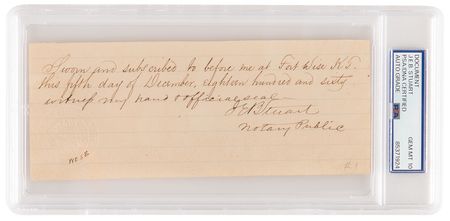 Sworn and subscribed to before me at Fort Wise K.T.
this fifth day of December, eighteen hundred and sixty
witness my hand & official seal
J E B Stuart
Notary Public
DOCUMENT
J.E.B. STUART
PSA/DNA CERTIFIED
AUTO GRADE
GEM MT 10
85371924